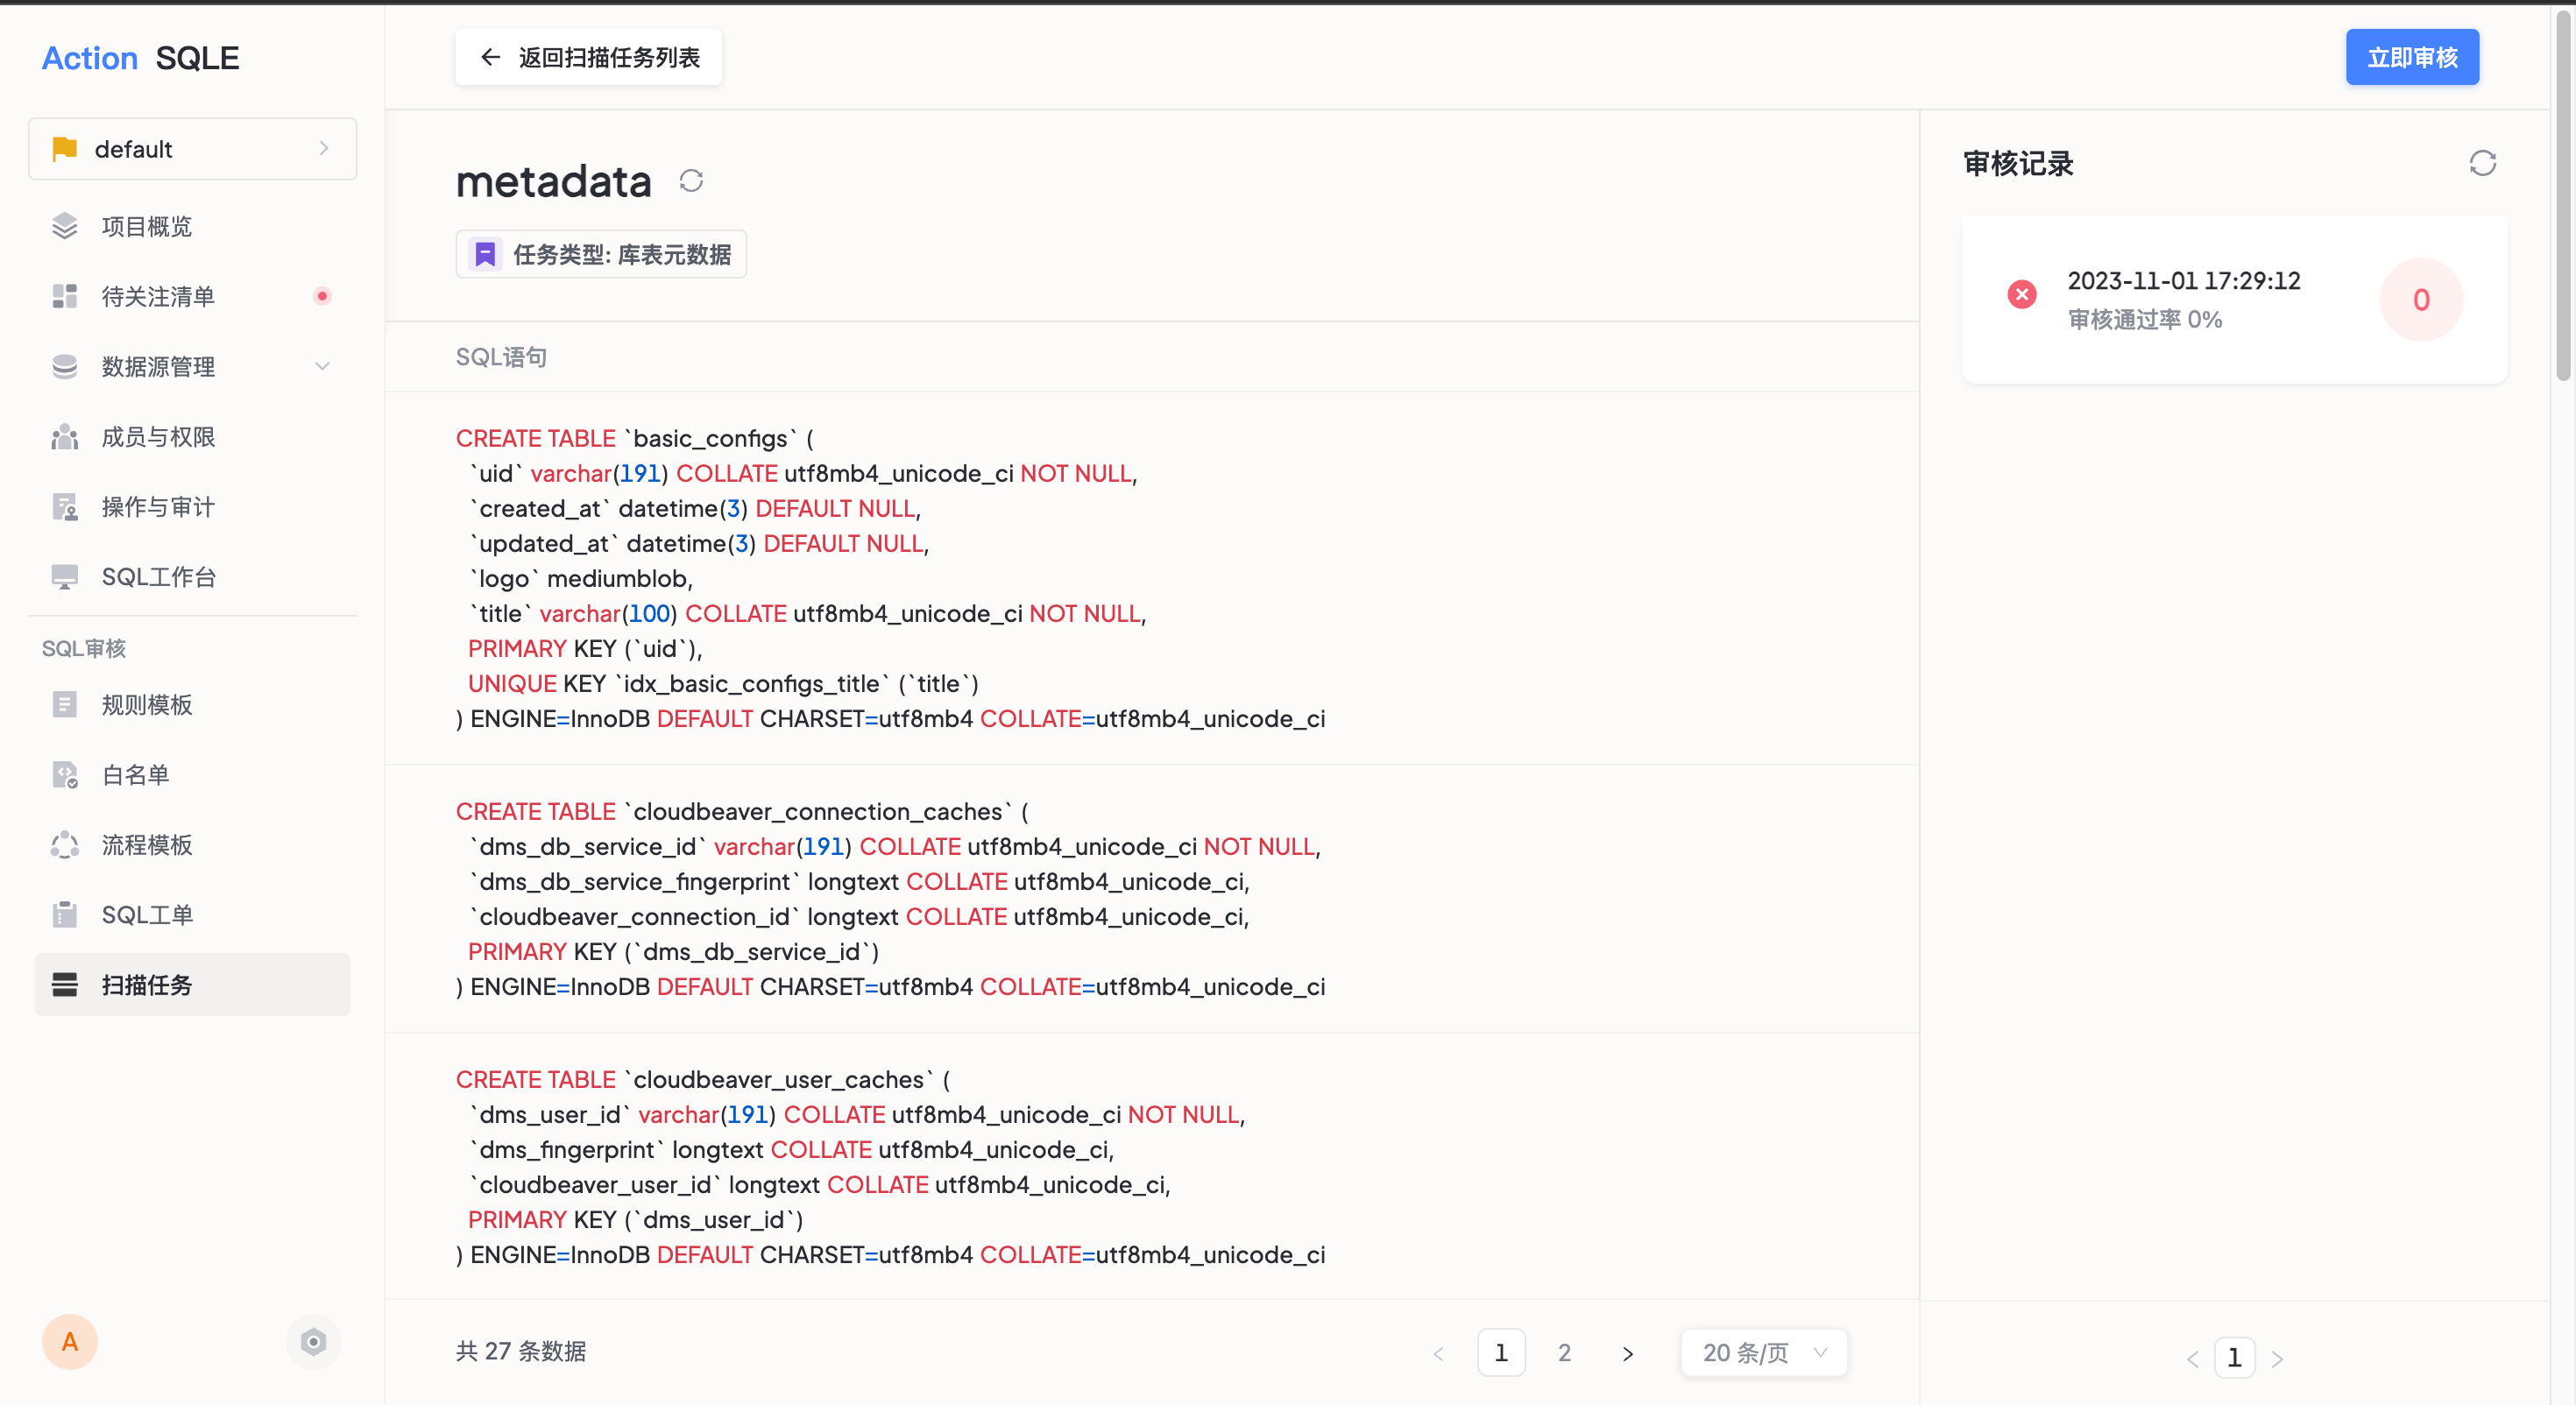 Action SQLE
default
项目概览
待关注清单
数据源管理
成员与权限
操作与审计
SQL工作台
SQL审核
规则模板
白名单
流程模板
SQL工单
扫描任务
A
返回扫描任务列表
立即审核
metadata
任务类型: 库表元数据
SQL语句
CREATE TABLE `basic_configs` (
`uid` varchar(191) COLLATE utf8mb4_unicode_ci NOT NULL,
`created_at` datetime(3) DEFAULT NULL,
`updated_at` datetime(3) DEFAULT NULL,
`logo` mediumblob,
`title` varchar(100) COLLATE utf8mb4_unicode_ci NOT NULL,
PRIMARY KEY (`uid`),
UNIQUE KEY `idx_basic_configs_title` (`title`)
) ENGINE=InnoDB DEFAULT CHARSET=utf8mb4 COLLATE=utf8mb4_unicode_ci
CREATE TABLE `cloudbeaver_connection_caches` (
`dms_db_service_id` varchar(191) COLLATE utf8mb4_unicode_ci NOT NULL,
`dms_db_service_fingerprint` longtext COLLATE utf8mb4_unicode_ci,
`cloudbeaver_connection_id` longtext COLLATE utf8mb4_unicode_ci,
PRIMARY KEY (`dms_db_service_id`)
) ENGINE=InnoDB DEFAULT CHARSET=utf8mb4 COLLATE=utf8mb4_unicode_ci
CREATE TABLE `cloudbeaver_user_caches` (
`dms_user_id` varchar(191) COLLATE utf8mb4_unicode_ci NOT NULL,
`dms_fingerprint` longtext COLLATE utf8mb4_unicode_ci,
`cloudbeaver_user_id` longtext COLLATE utf8mb4_unicode_ci,
PRIMARY KEY (`dms_user_id`)
) ENGINE=InnoDB DEFAULT CHARSET=utf8mb4 COLLATE=utf8mb4_unicode_ci
共 27 条数据
< 1 2 >
20 条/页
审核记录
2023-11-01 17:29:12
审核通过率 0%
0
< 1 >